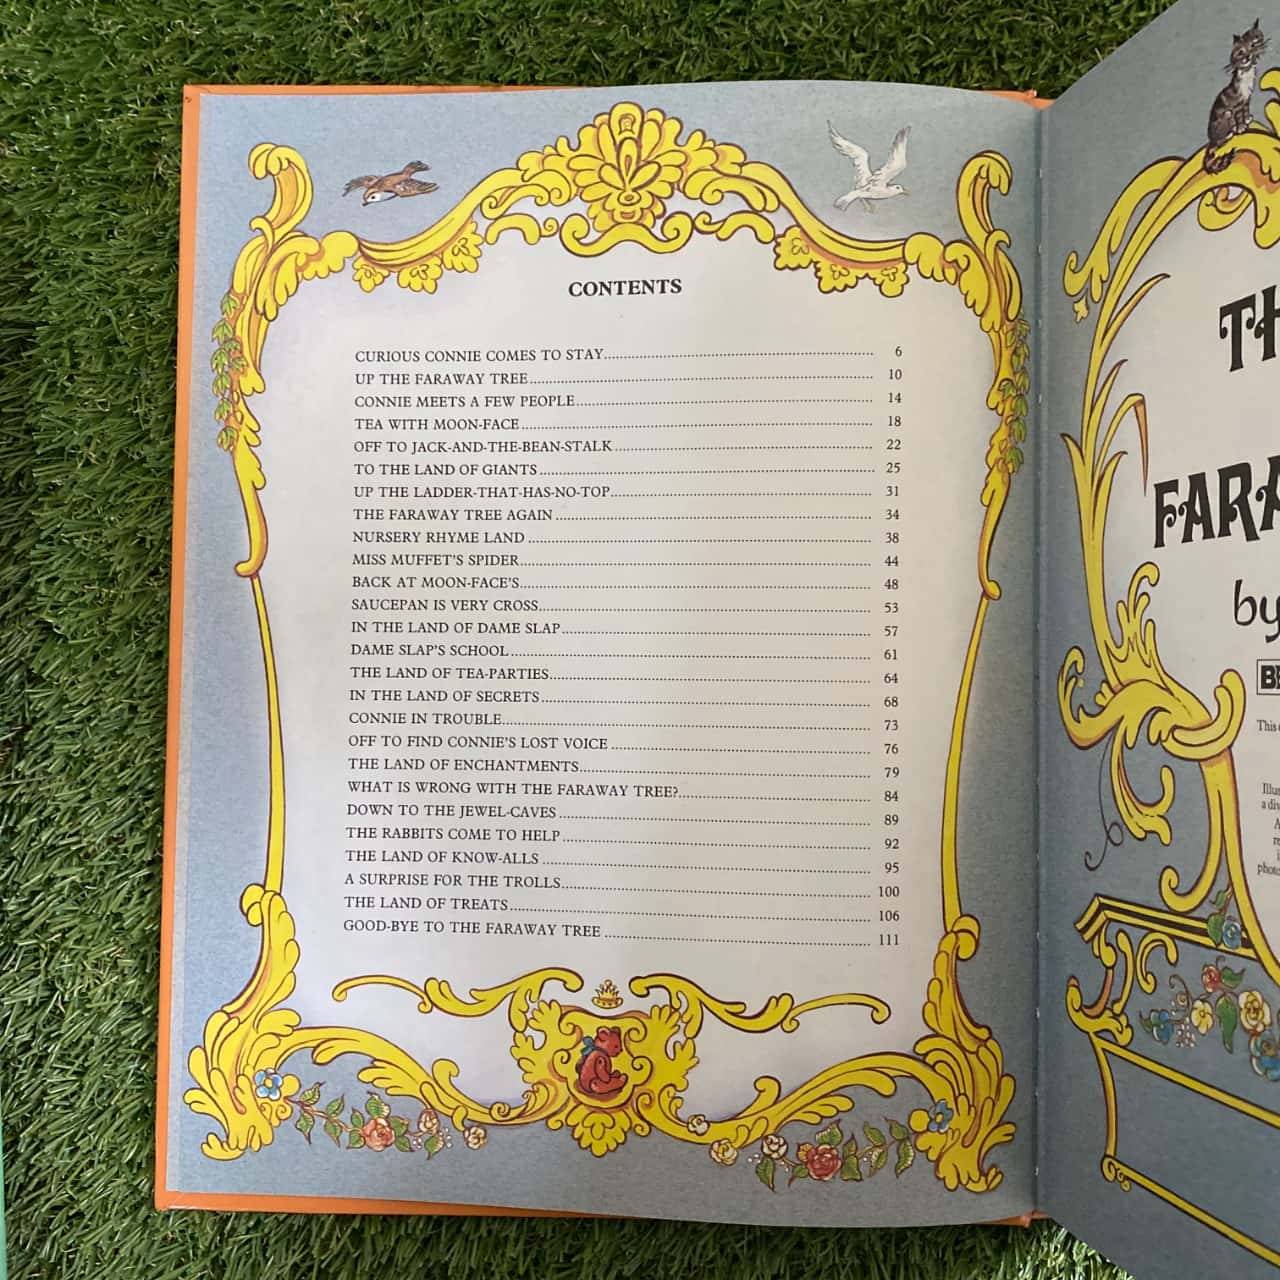 CONTENTS
CURIOUS CONNIE COMES TO STAY 6
UP THE FARAWAY TREE 10
CONNIE MEETS A FEW PEOPLE 14
TEA WITH MOON-FACE 18
OFF TO JACK-AND-THE-BEAN-STALK 22
TO THE LAND OF GIANTS 25
UP THE LADDER-THAT-HAS-NO-TOP 31
THE FARAWAY TREE AGAIN 34
NURSERY RHYME LAND 38
MISS MUFFET'S SPIDER 44
BACK AT MOON-FACE'S 48
SAUCEPAN IS VERY CROSS 53
IN THE LAND OF DAME SLAP 57
DAME SLAP'S SCHOOL 61
THE LAND OF TEA-PARTIES 64
IN THE LAND OF SECRETS 68
CONNIE IN TROUBLE 73
OFF TO FIND CONNIE'S LOST VOICE 76
THE LAND OF ENCHANTMENTS 79
WHAT IS WRONG WITH THE FARAWAY TREE? 84
DOWN TO THE JEWEL-CAVES 89
THE RABBITS COME TO HELP 92
THE LAND OF KNOW-ALLS 95
A SURPRISE FOR THE TROLLS 100
THE LAND OF TREATS 106
GOOD-BYE TO THE FARAWAY TREE 111
TH
FARA
by
This
Illus
a div
photo